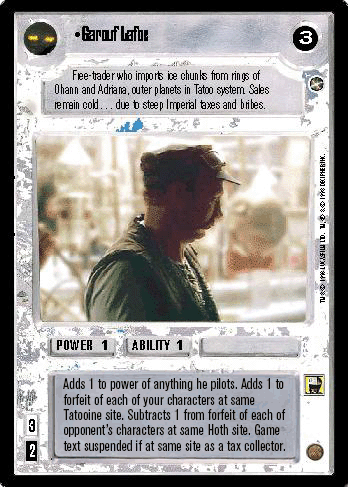 •Garouf Lafoe
3
Free-trader who imports ice chunks from rings of
Ohann and Adriana, outer planets in Tatoo system. Sales
remain cold . . . due to steep Imperial taxes and bribes.
POWER 1
ABILITY 1
Adds 1 to power of anything he pilots. Adds 1 to
forfeit of each of your characters at same
Tatooine site. Subtracts 1 from forfeit of each of
opponent's characters at same Hoth site. Game
text suspended if at same site as a tax collector.
3
2